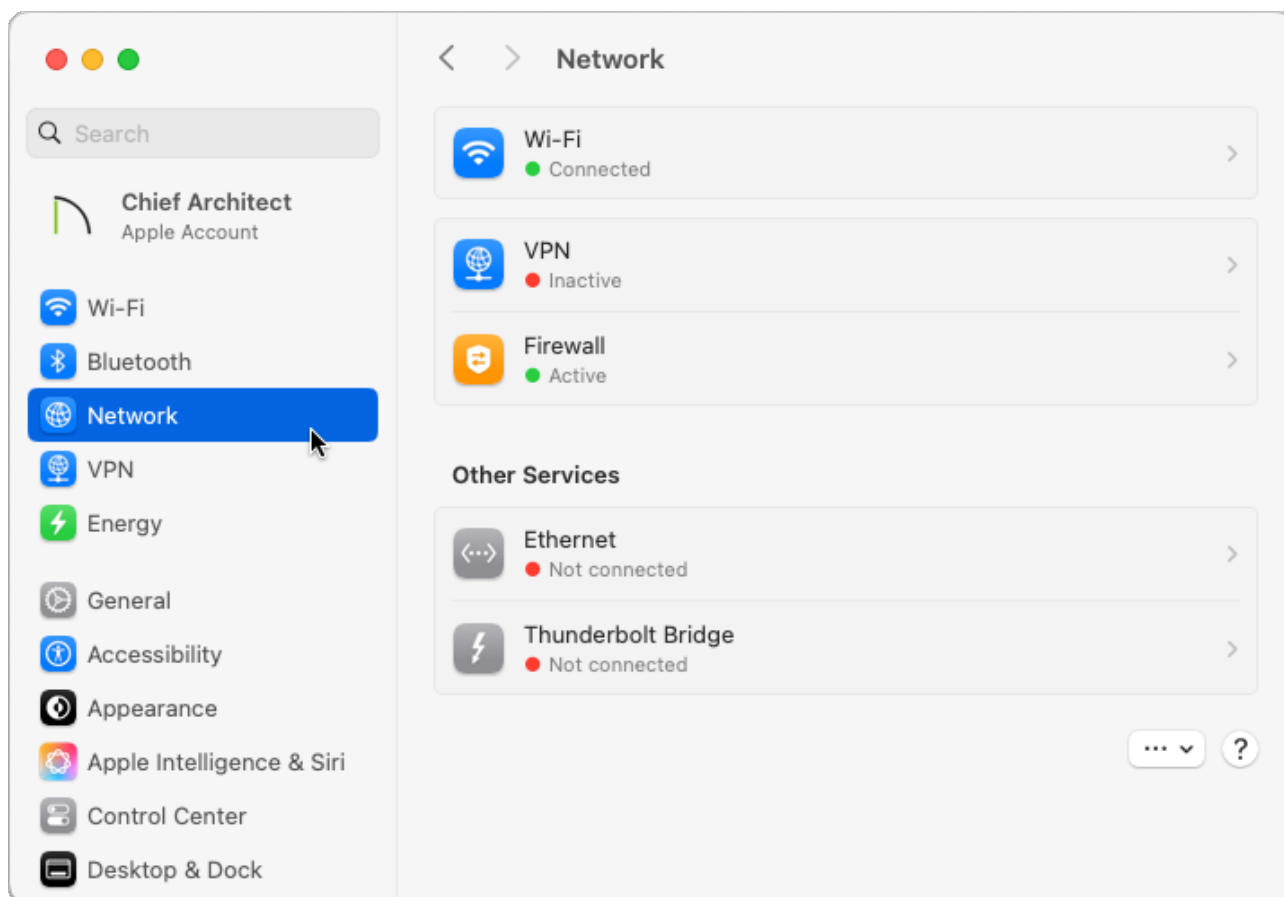 Network
Search
Chief Architect
Apple Account
Wi-Fi
Bluetooth
Network
VPN
Energy
General
Accessibility
Appearance
Apple Intelligence & Siri
Control Center
Desktop & Dock
Wi-Fi
Connected
VPN
Inactive
Firewall
Active
Other Services
Ethernet
Not connected
Thunderbolt Bridge
Not connected
?